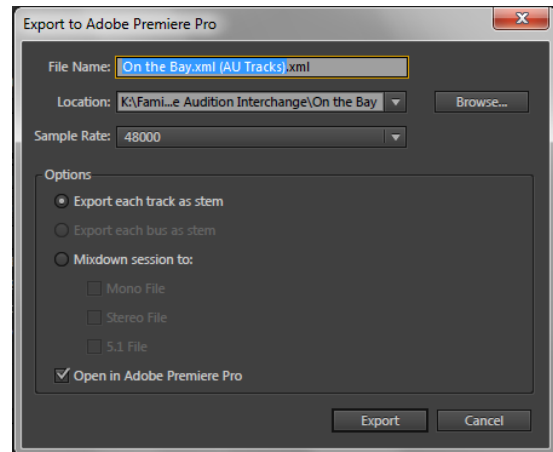 Export to Adobe Premiere Pro
File Name: On the Bay.xml (AU Tracks).xml
Location: K:\Fami...e Audition Interchange\On the Bay Browse...
Sample Rate: 48000
Options
Export each track as stem
Export each bus as stem
Mixdown session to:
Mono File
Stereo File
5.1 File
Open in Adobe Premiere Pro
Export Cancel